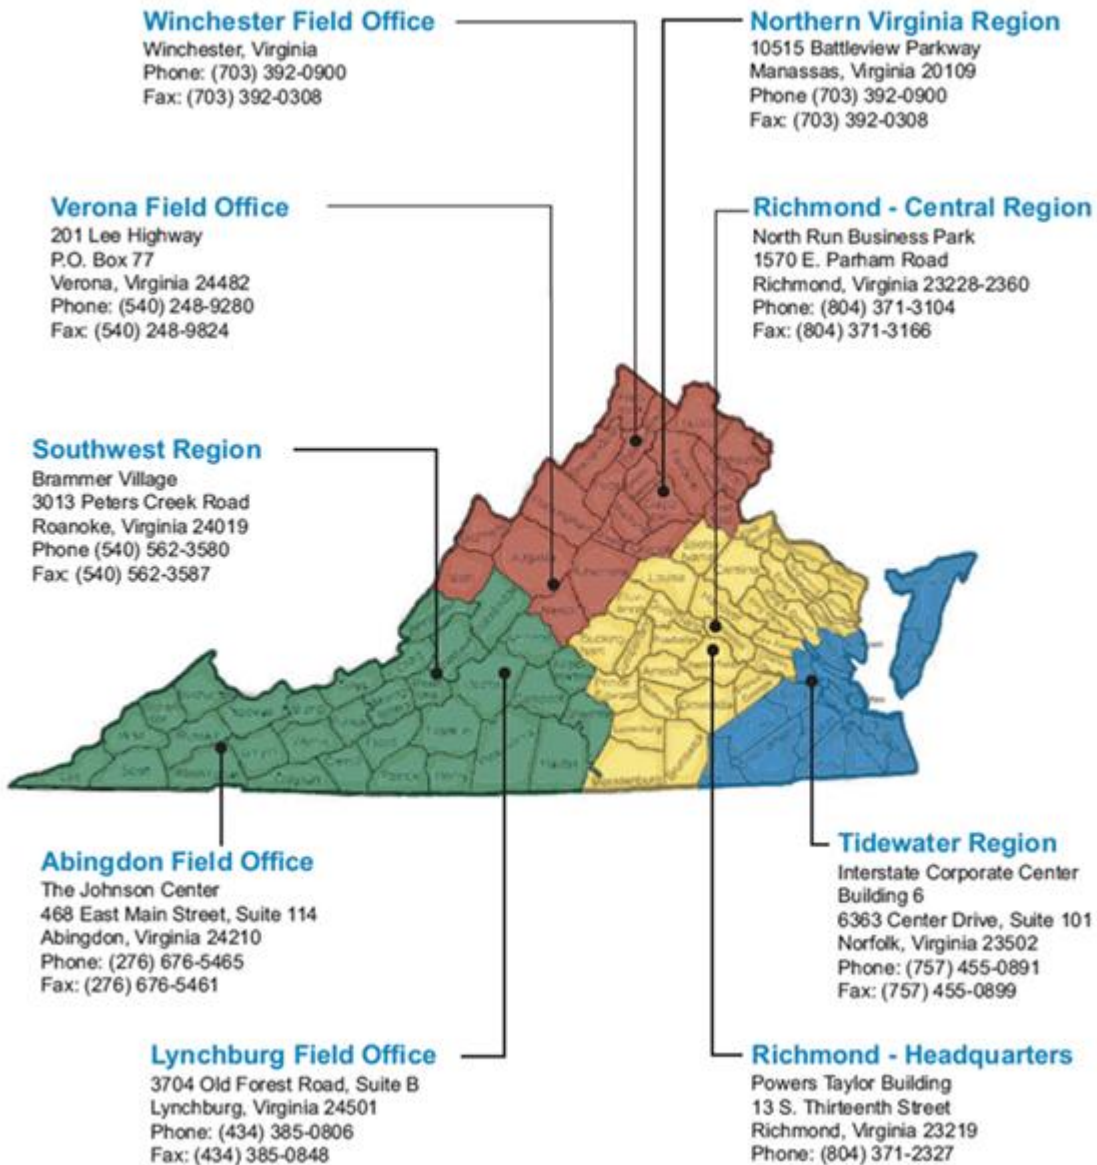 Winchester Field Office
Winchester, Virginia
Phone: (703) 392-0900
Fax: (703) 392-0308
Northern Virginia Region
10515 Battleview Parkway
Manassas, Virginia 20109
Phone (703) 392-0900
Fax: (703) 392-0308
Verona Field Office
201 Lee Highway
P.O. Box 77
Verona, Virginia 24482
Phone: (540) 248-9280
Fax: (540) 248-9824
Richmond - Central Region
North Run Business Park
1570 E. Parham Road
Richmond, Virginia 23228-2360
Phone: (804) 371-3104
Fax: (804) 371-3166
Southwest Region
Brammer Village
3013 Peters Creek Road
Roanoke, Virginia 24019
Phone (540) 562-3580
Fax: (540) 562-3587
Louisa
Halifax
Abingdon Field Office
The Johnson Center
468 East Main Street, Suite 114
Abingdon, Virginia 24210
Phone: (276) 676-5465
Fax: (276) 676-5461
Tidewater Region
Interstate Corporate Center
Building 6
6363 Center Drive, Suite 101
Norfolk, Virginia 23502
Phone: (757) 455-0891
Fax: (757) 455-0899
Lynchburg Field Office
3704 Old Forest Road, Suite B
Lynchburg, Virginia 24501
Phone: (434) 385-0806
Fax: (434) 385-0848
Richmond - Headquarters
Powers Taylor Building
13 S. Thirteenth Street
Richmond, Virginia 23219
Phone: (804) 371-2327